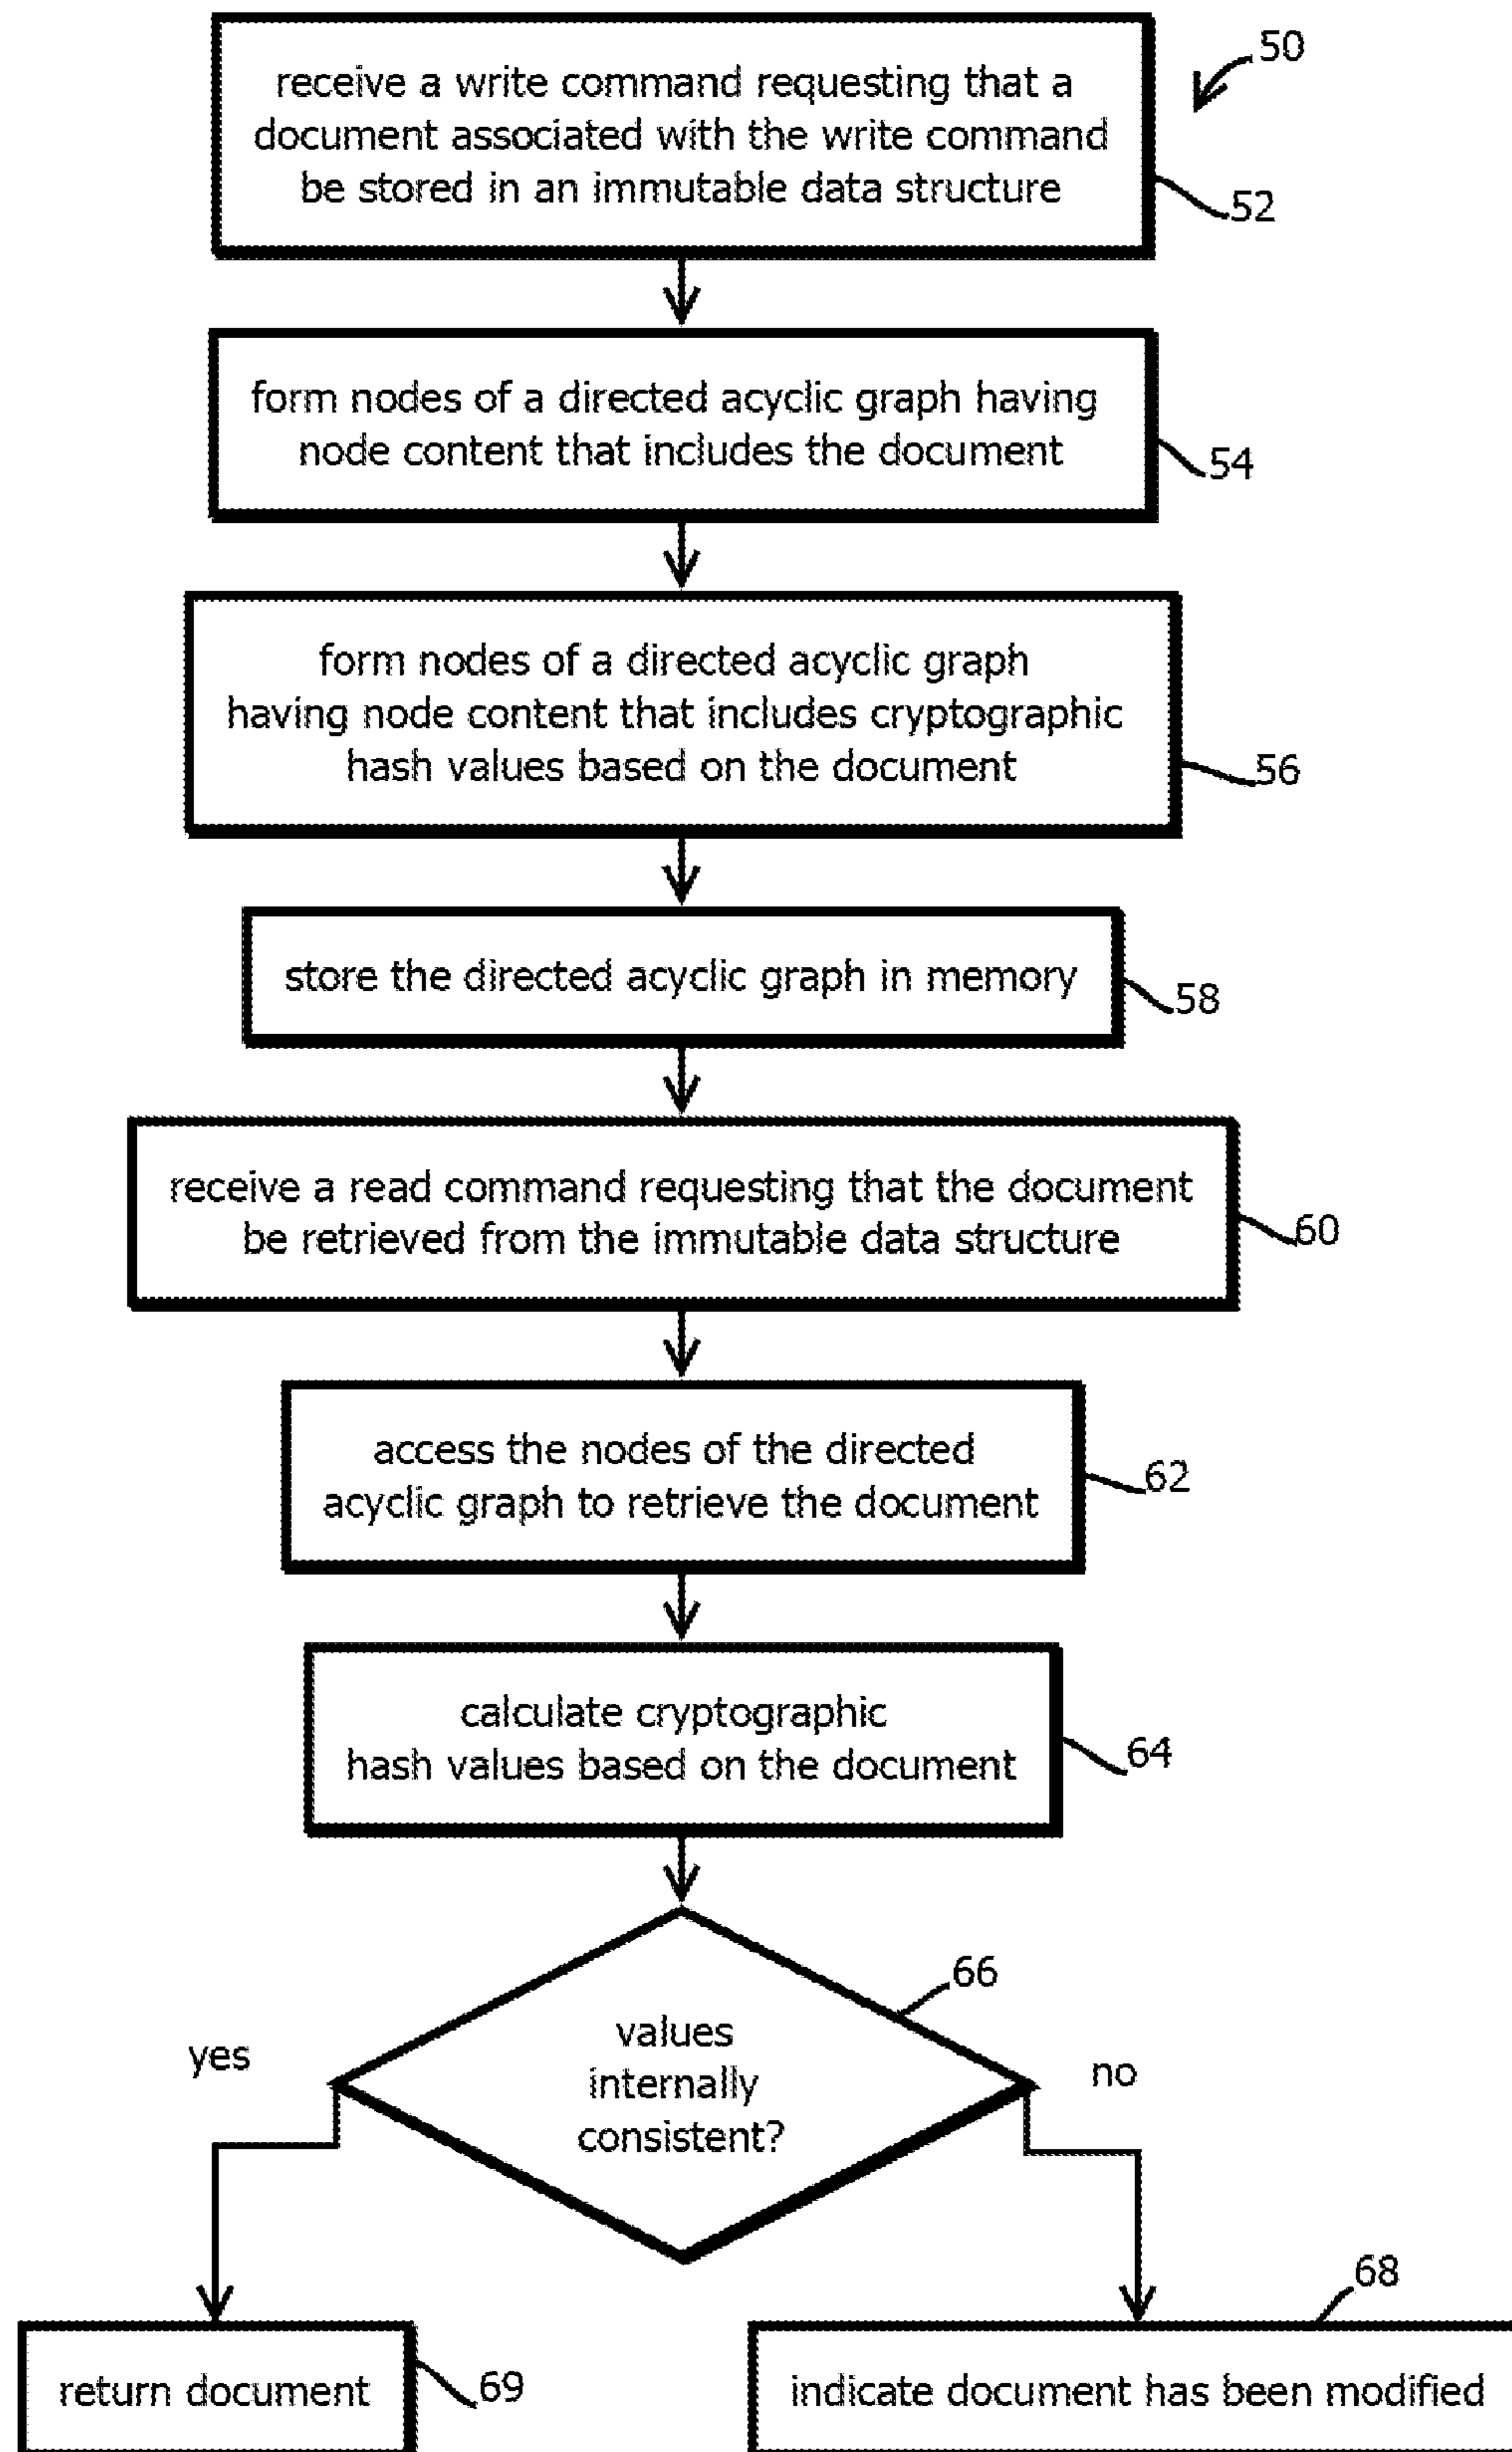 50
receive a write command requesting that a
document associated with the write command
be stored in an immutable data structure
52
form nodes of a directed acyclic graph having
node content that includes the document
54
form nodes of a directed acyclic graph
having node content that includes cryptographic
hash values based on the document
56
store the directed acyclic graph in memory
58
receive a read command requesting that the document
be retrieved from the immutable data structure
60
access the nodes of the directed
acyclic graph to retrieve the document
62
calculate cryptographic
hash values based on the document
64
66
values
internally
consistent?
yes
no
68
return document
69
indicate document has been modified